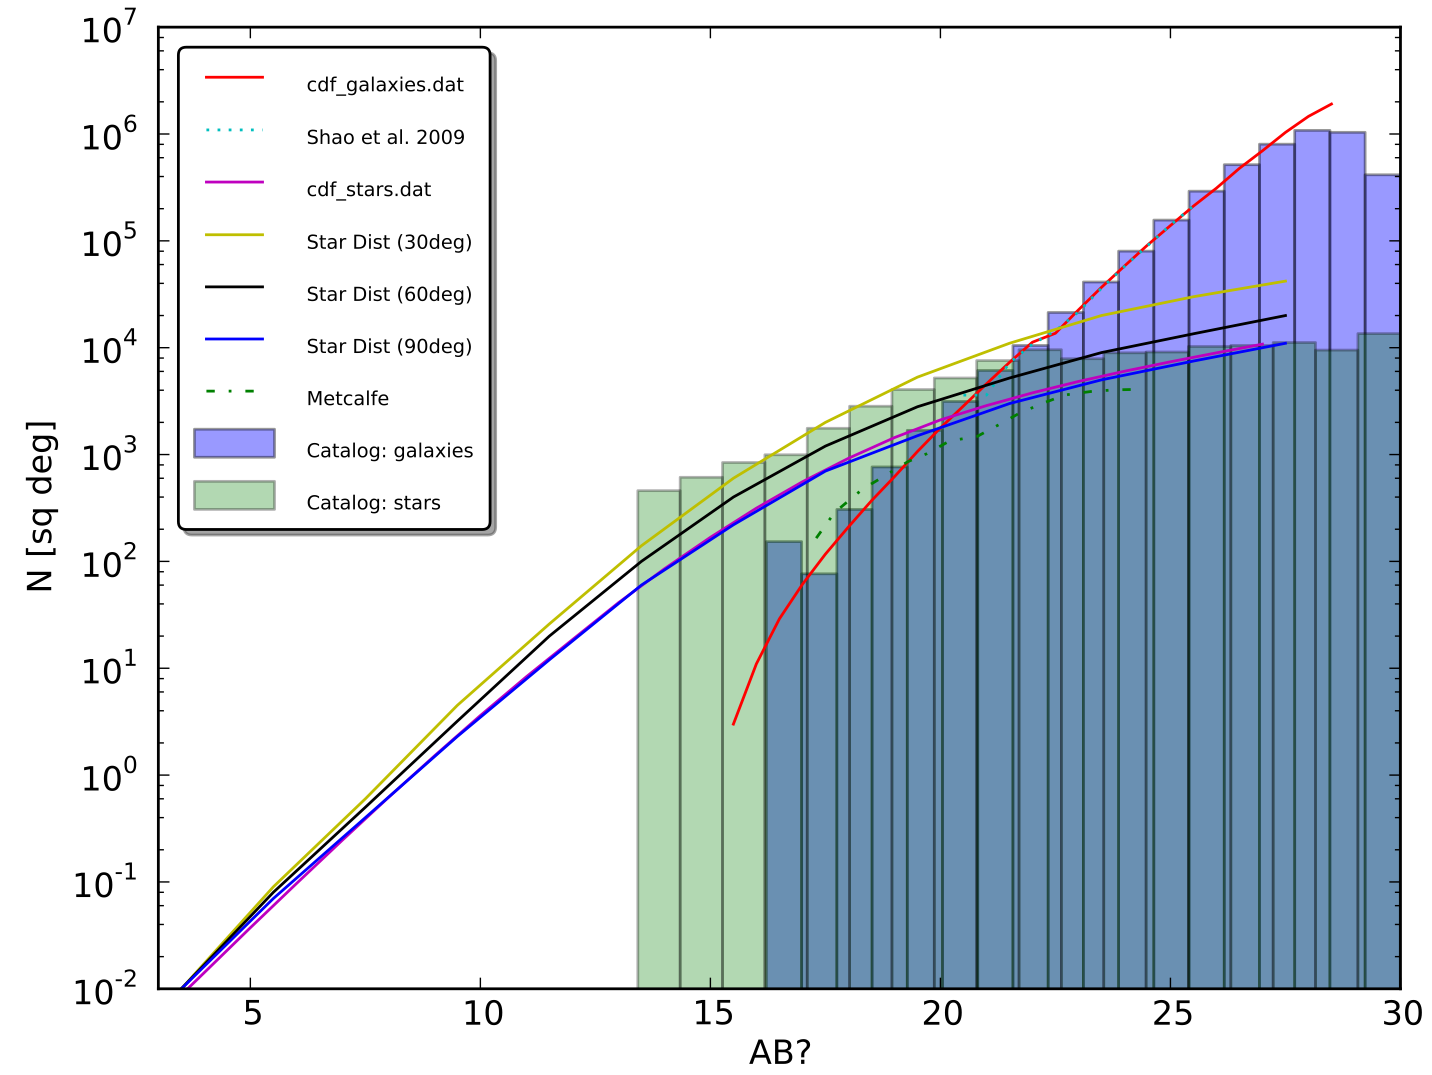 10^7
10^6
10^5
10^4
10^3
10^2
10^1
10^0
10^-1
10^-2
N [sq deg]
cdf_galaxies.dat
Shao et al. 2009
cdf_stars.dat
Star Dist (30deg)
Star Dist (60deg)
Star Dist (90deg)
Metcalfe
Catalog: galaxies
Catalog: stars
5 10 15 20 25 30
AB?